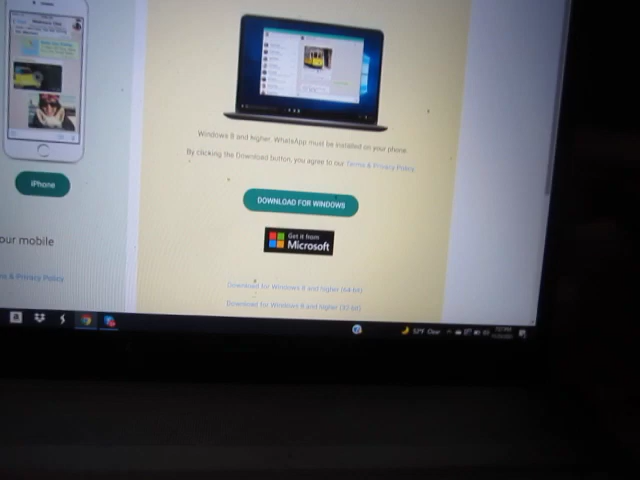 Windows 8 and higher. WhatsApp must be installed on your phone.
By clicking the Download button, you agree to our Terms & Privacy Policy
iPhone
DOWNLOAD FOR WINDOWS
Get it from
Microsoft
our mobile
& Privacy Policy
Download for Windows 8 and higher (64-bit)
Download for Windows 8 and higher (32-bit)
52°F Clear